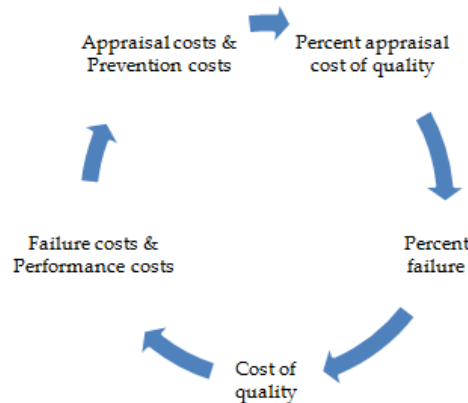 Appraisal costs &
Prevention costs
Percent appraisal
cost of quality
Percent
failure
Cost of
quality
Failure costs &
Performance costs